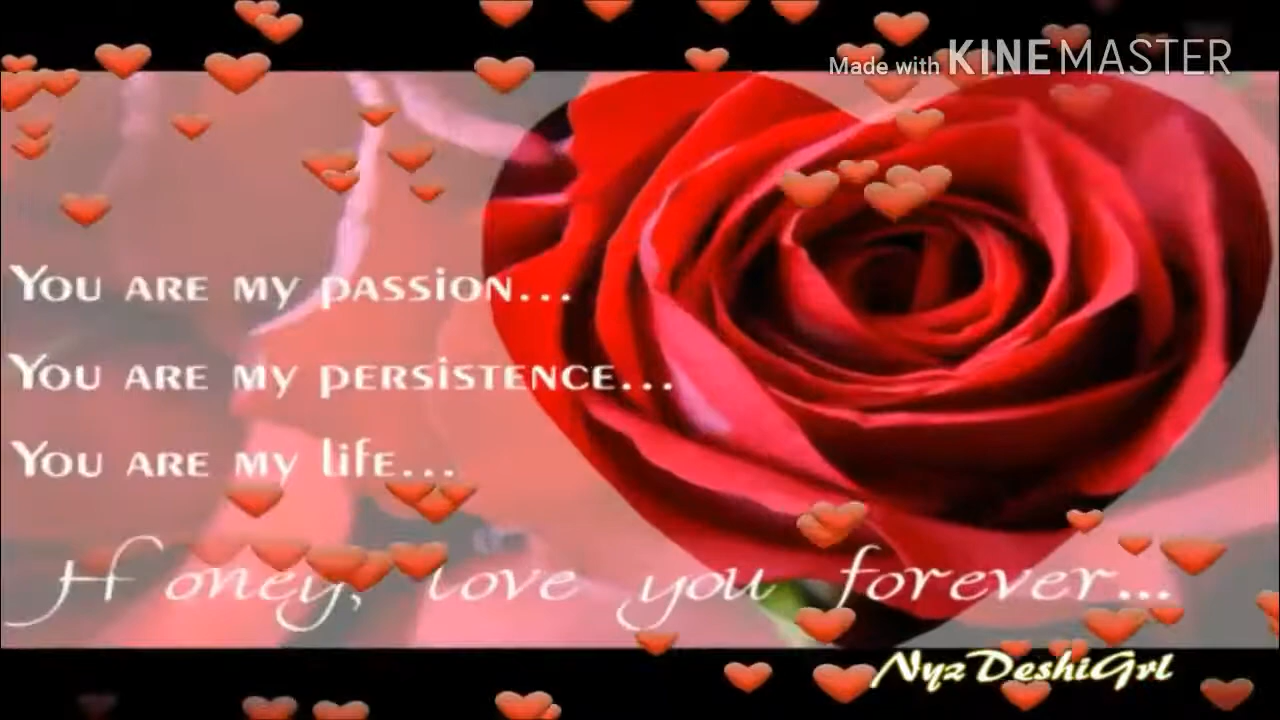 Made with KINEMASTER
You are my passion...
You are my persistence...
You are my life...
Honey, love you forever...
NyzDeshiGrl